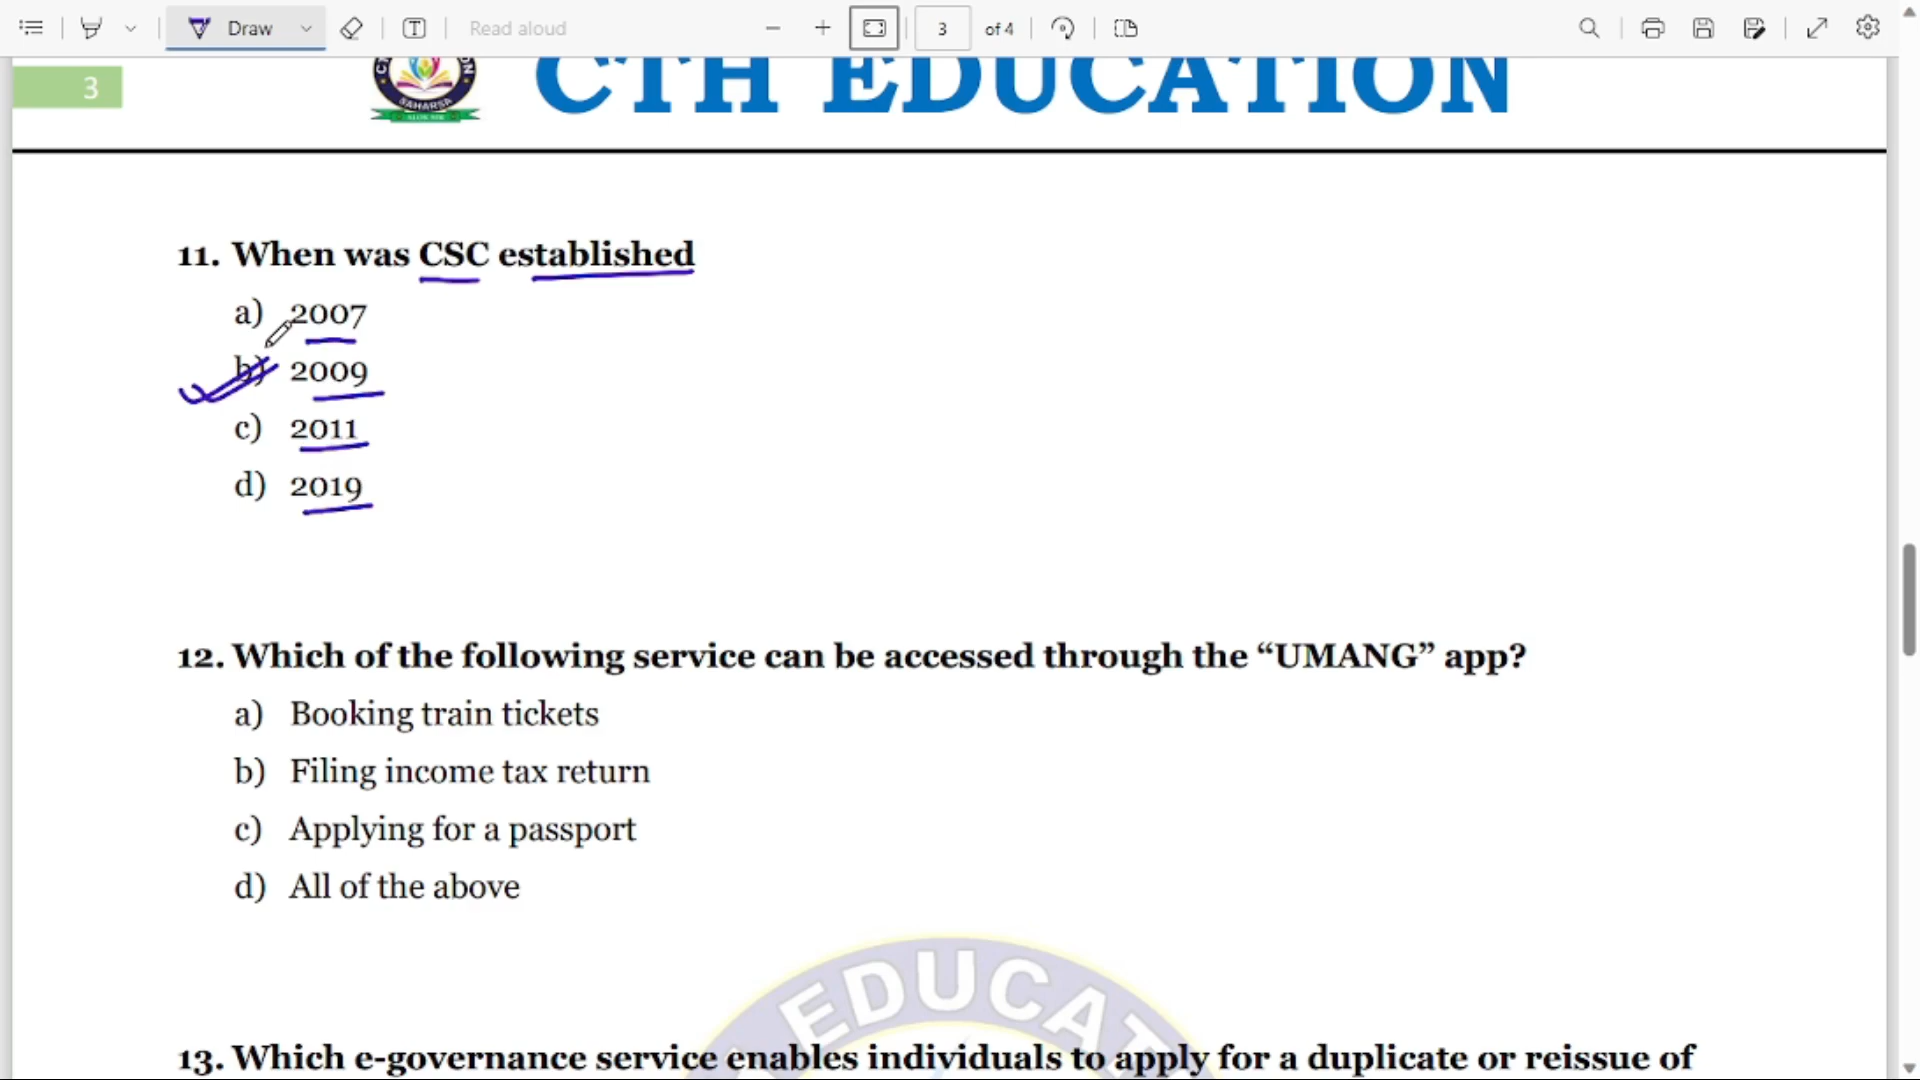 Draw
Read aloud
3
of 4
3
SAHARSA
CTH EDUCATION
11. When was CSC established
a) 2007
b) 2009
c) 2011
d) 2019
12. Which of the following service can be accessed through the “UMANG” app?
a) Booking train tickets
b) Filing income tax return
c) Applying for a passport
d) All of the above
EDUCAT
13. Which e-governance service enables individuals to apply for a duplicate or reissue of